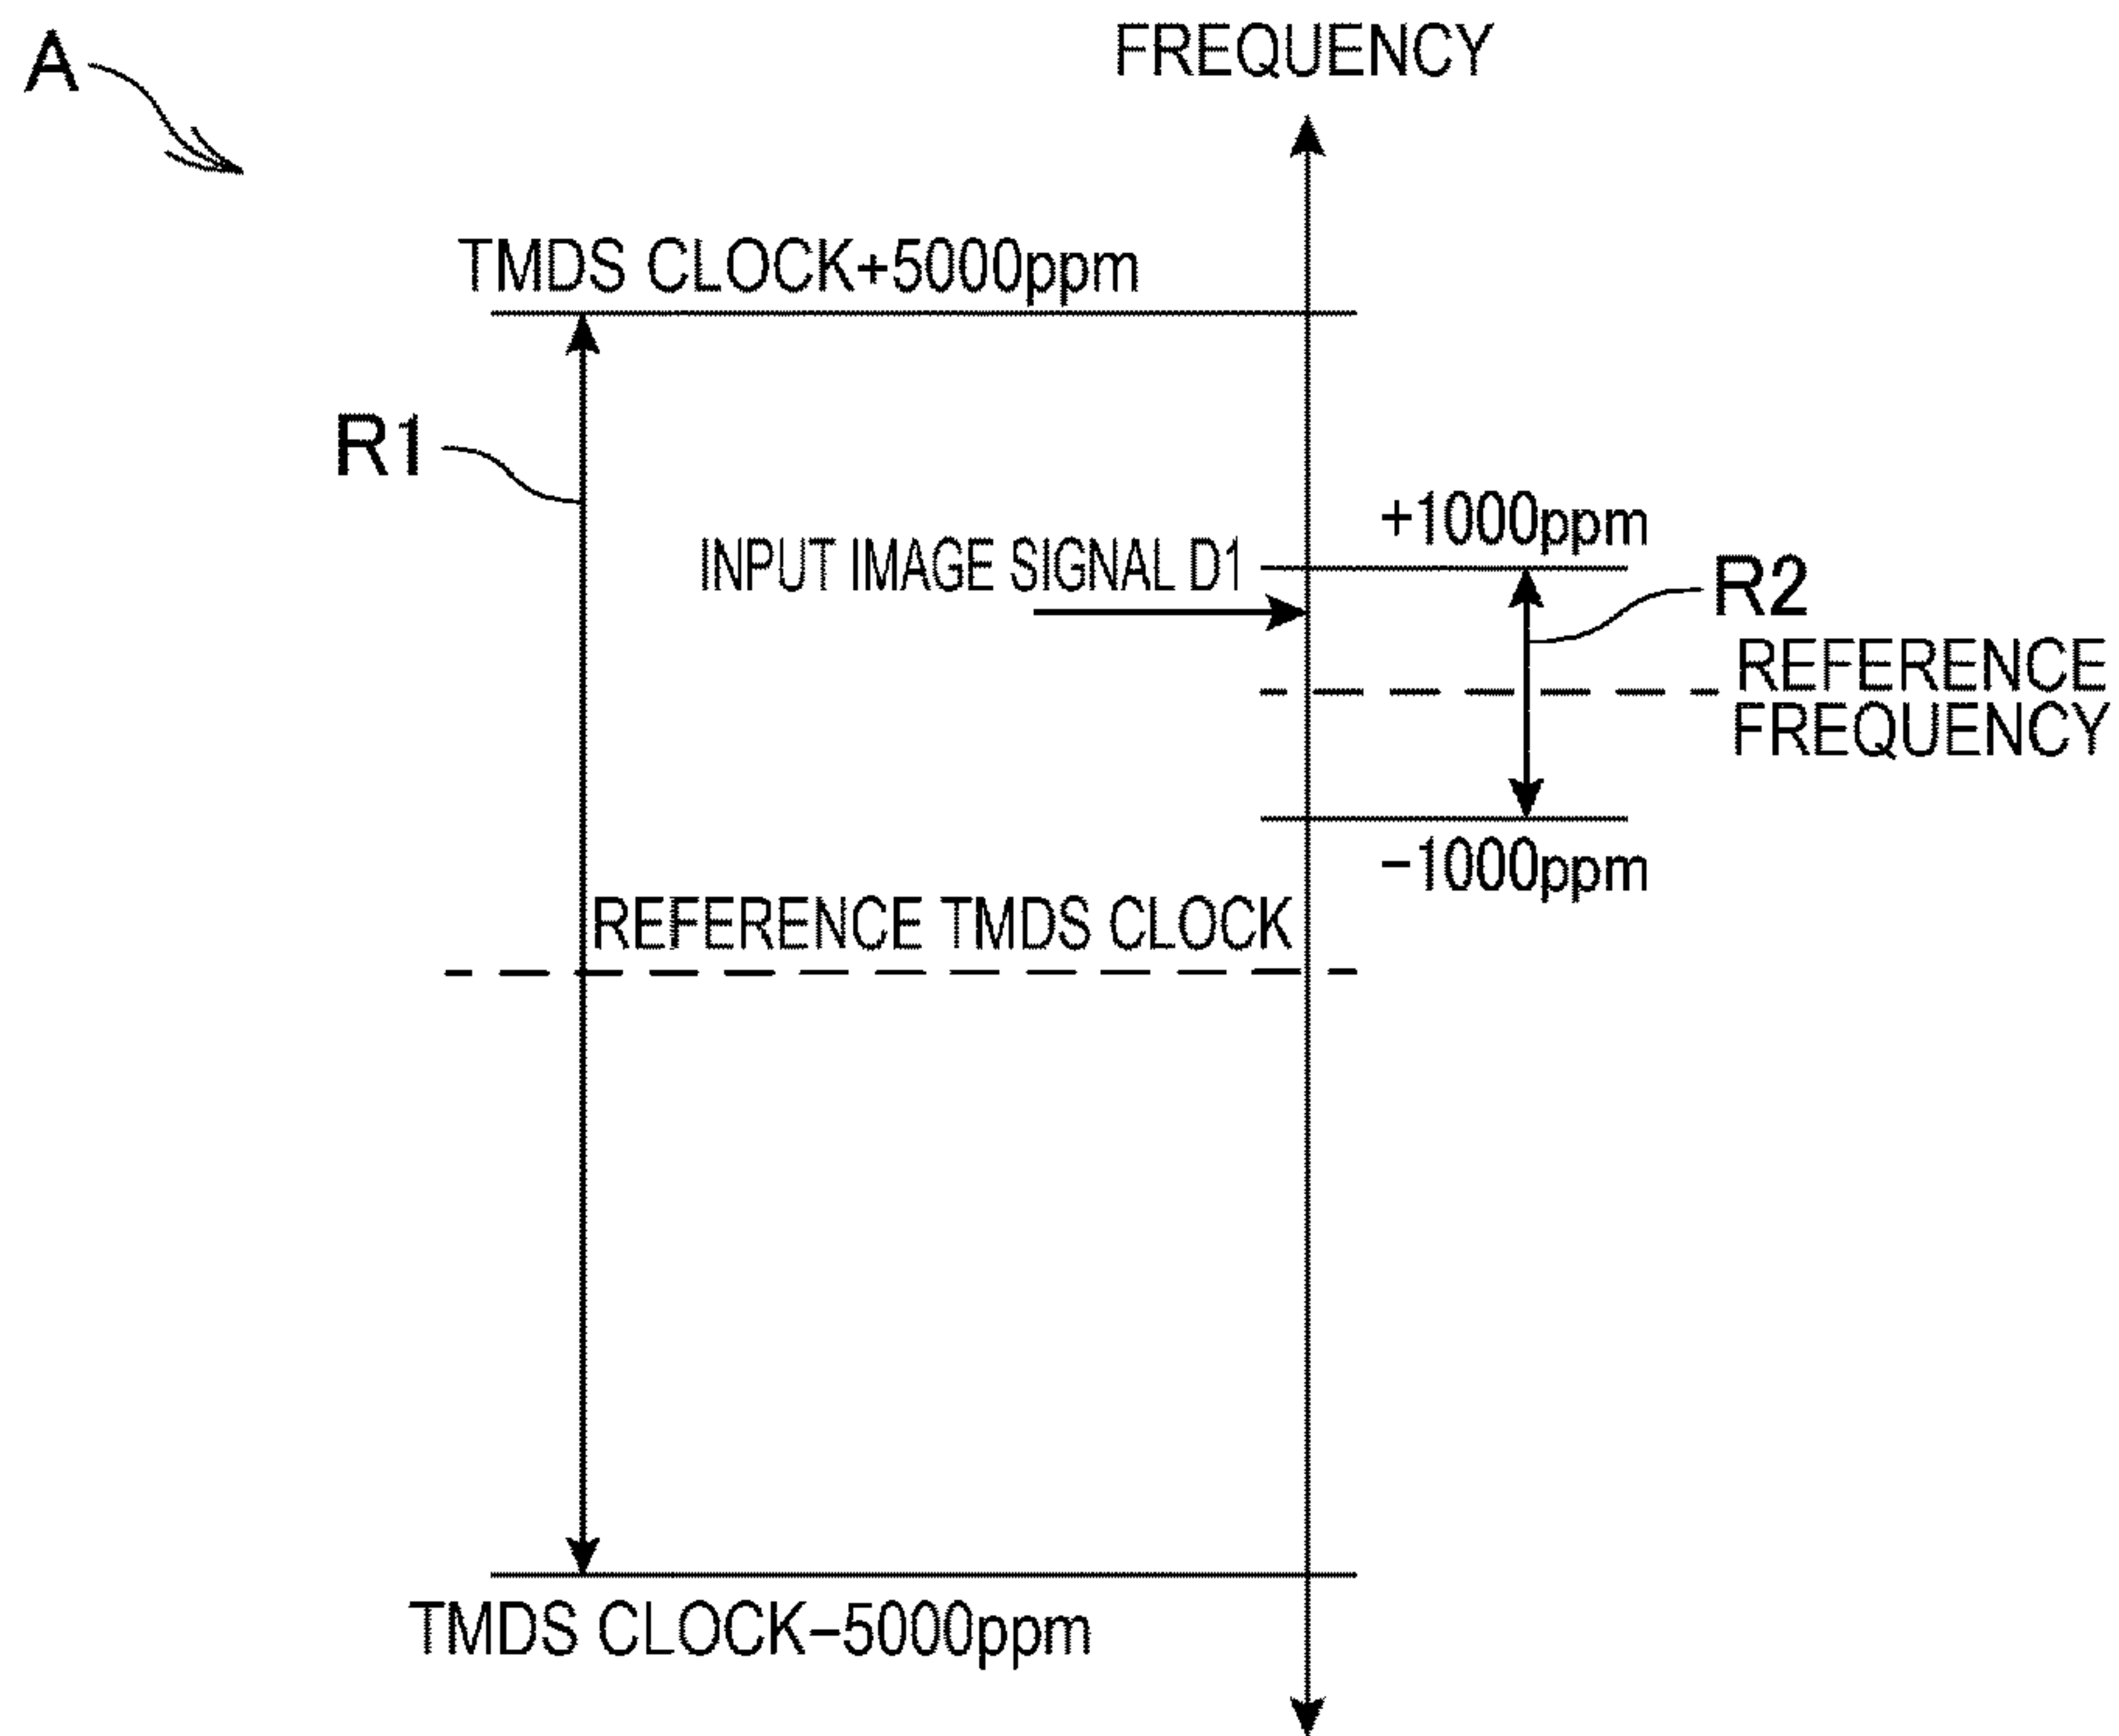 FREQUENCY
A
TMDS CLOCK+5000ppm
R1
+1000ppm
INPUT IMAGE SIGNAL D1
R2
REFERENCE
FREQUENCY
−1000ppm
REFERENCE TMDS CLOCK
TMDS CLOCK−5000ppm